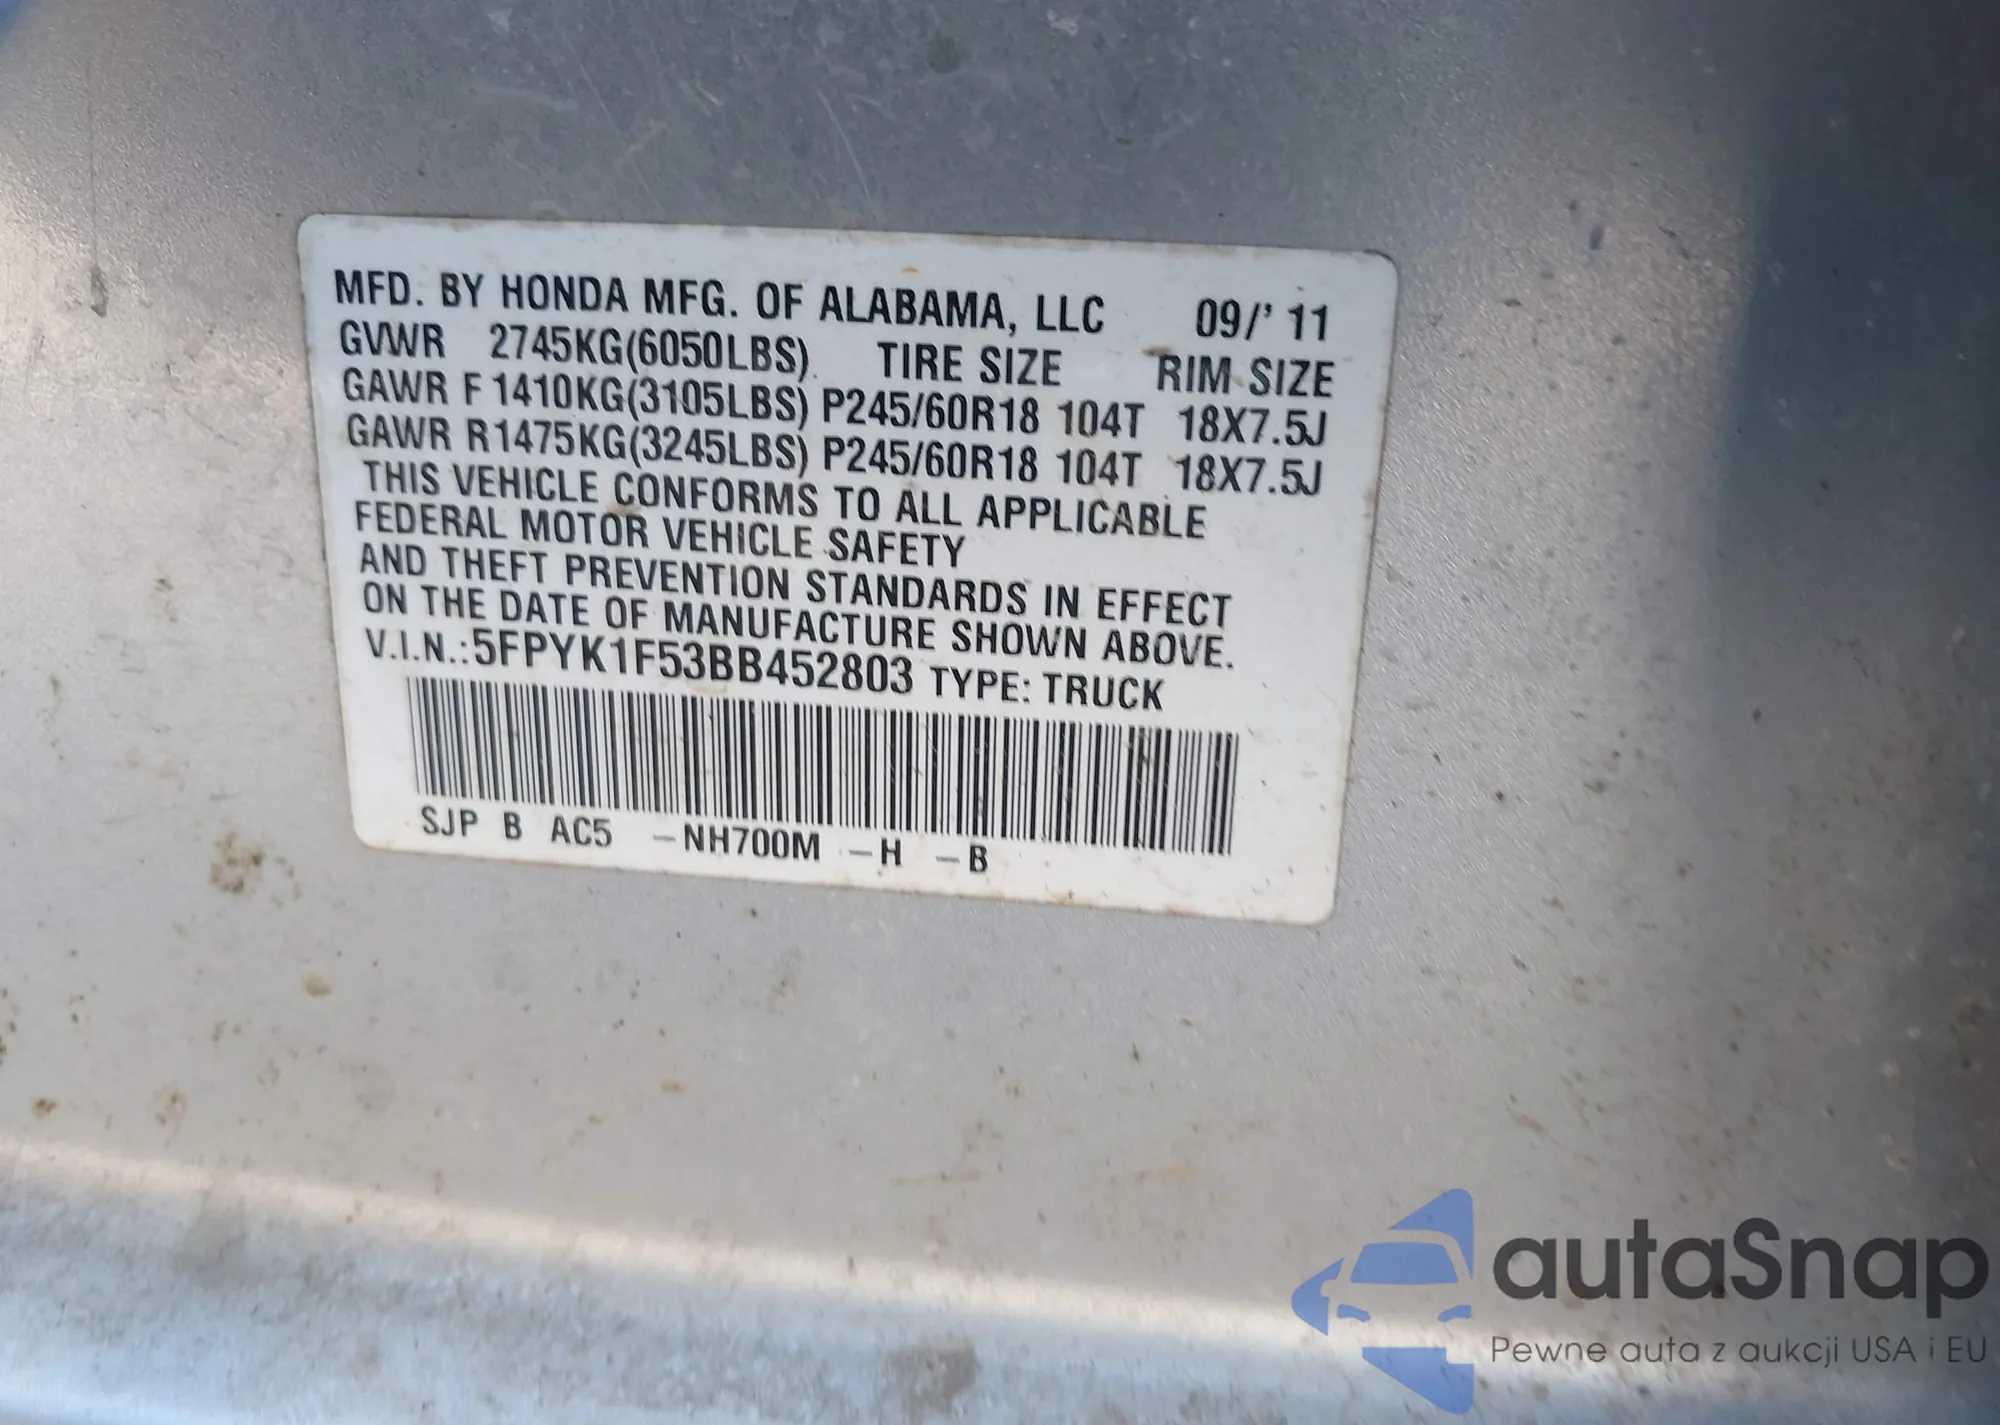 MFD. BY HONDA MFG. OF ALABAMA, LLC 09/' 11
GVWR 2745KG(6050LBS) TIRE SIZE RIM SIZE
GAWR F 1410KG(3105LBS) P245/60R18 104T 18X7.5J
GAWR R1475KG(3245LBS) P245/60R18 104T 18X7.5J
THIS VEHICLE CONFORMS TO ALL APPLICABLE
FEDERAL MOTOR VEHICLE SAFETY
AND THEFT PREVENTION STANDARDS IN EFFECT
ON THE DATE OF MANUFACTURE SHOWN ABOVE.
V.I.N.:5FPYK1F53BB452803 TYPE: TRUCK
SJP B AC5 -NH700M -H -B
autaSnap
Pewne auta z aukcji USA i EU